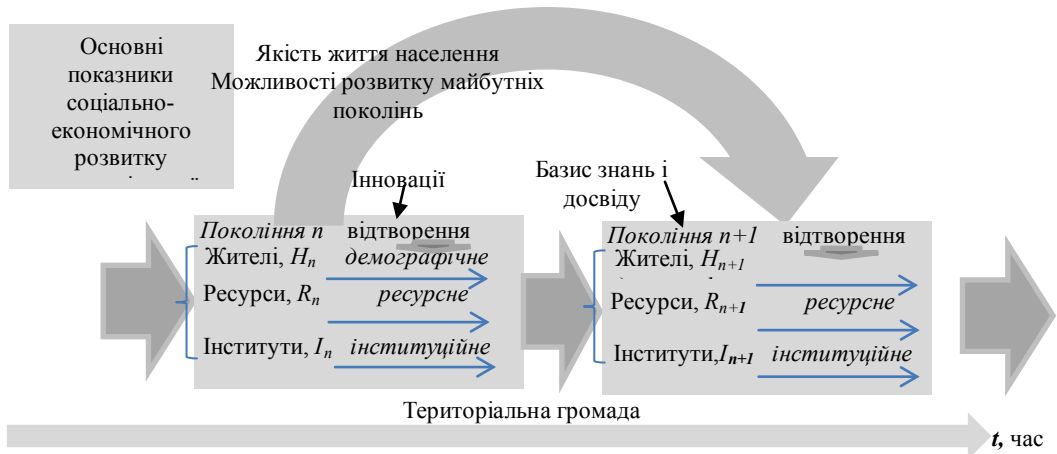 Основні
показники
соціально-
економічного
розвитку
Якість життя населення
Можливості розвитку майбутніх
поколінь
Інновації
Базис знань і
досвіду
Покоління n відтворення
Жителі, Hn демографічне
Ресурси, Rn ресурсне
Інститути, In інституційне
Покоління n+1 відтворення
Жителі, Hn+1
Ресурси, Rn+1 ресурсне
Інститути,In+1 інституційне
Територіальна громада
t, час